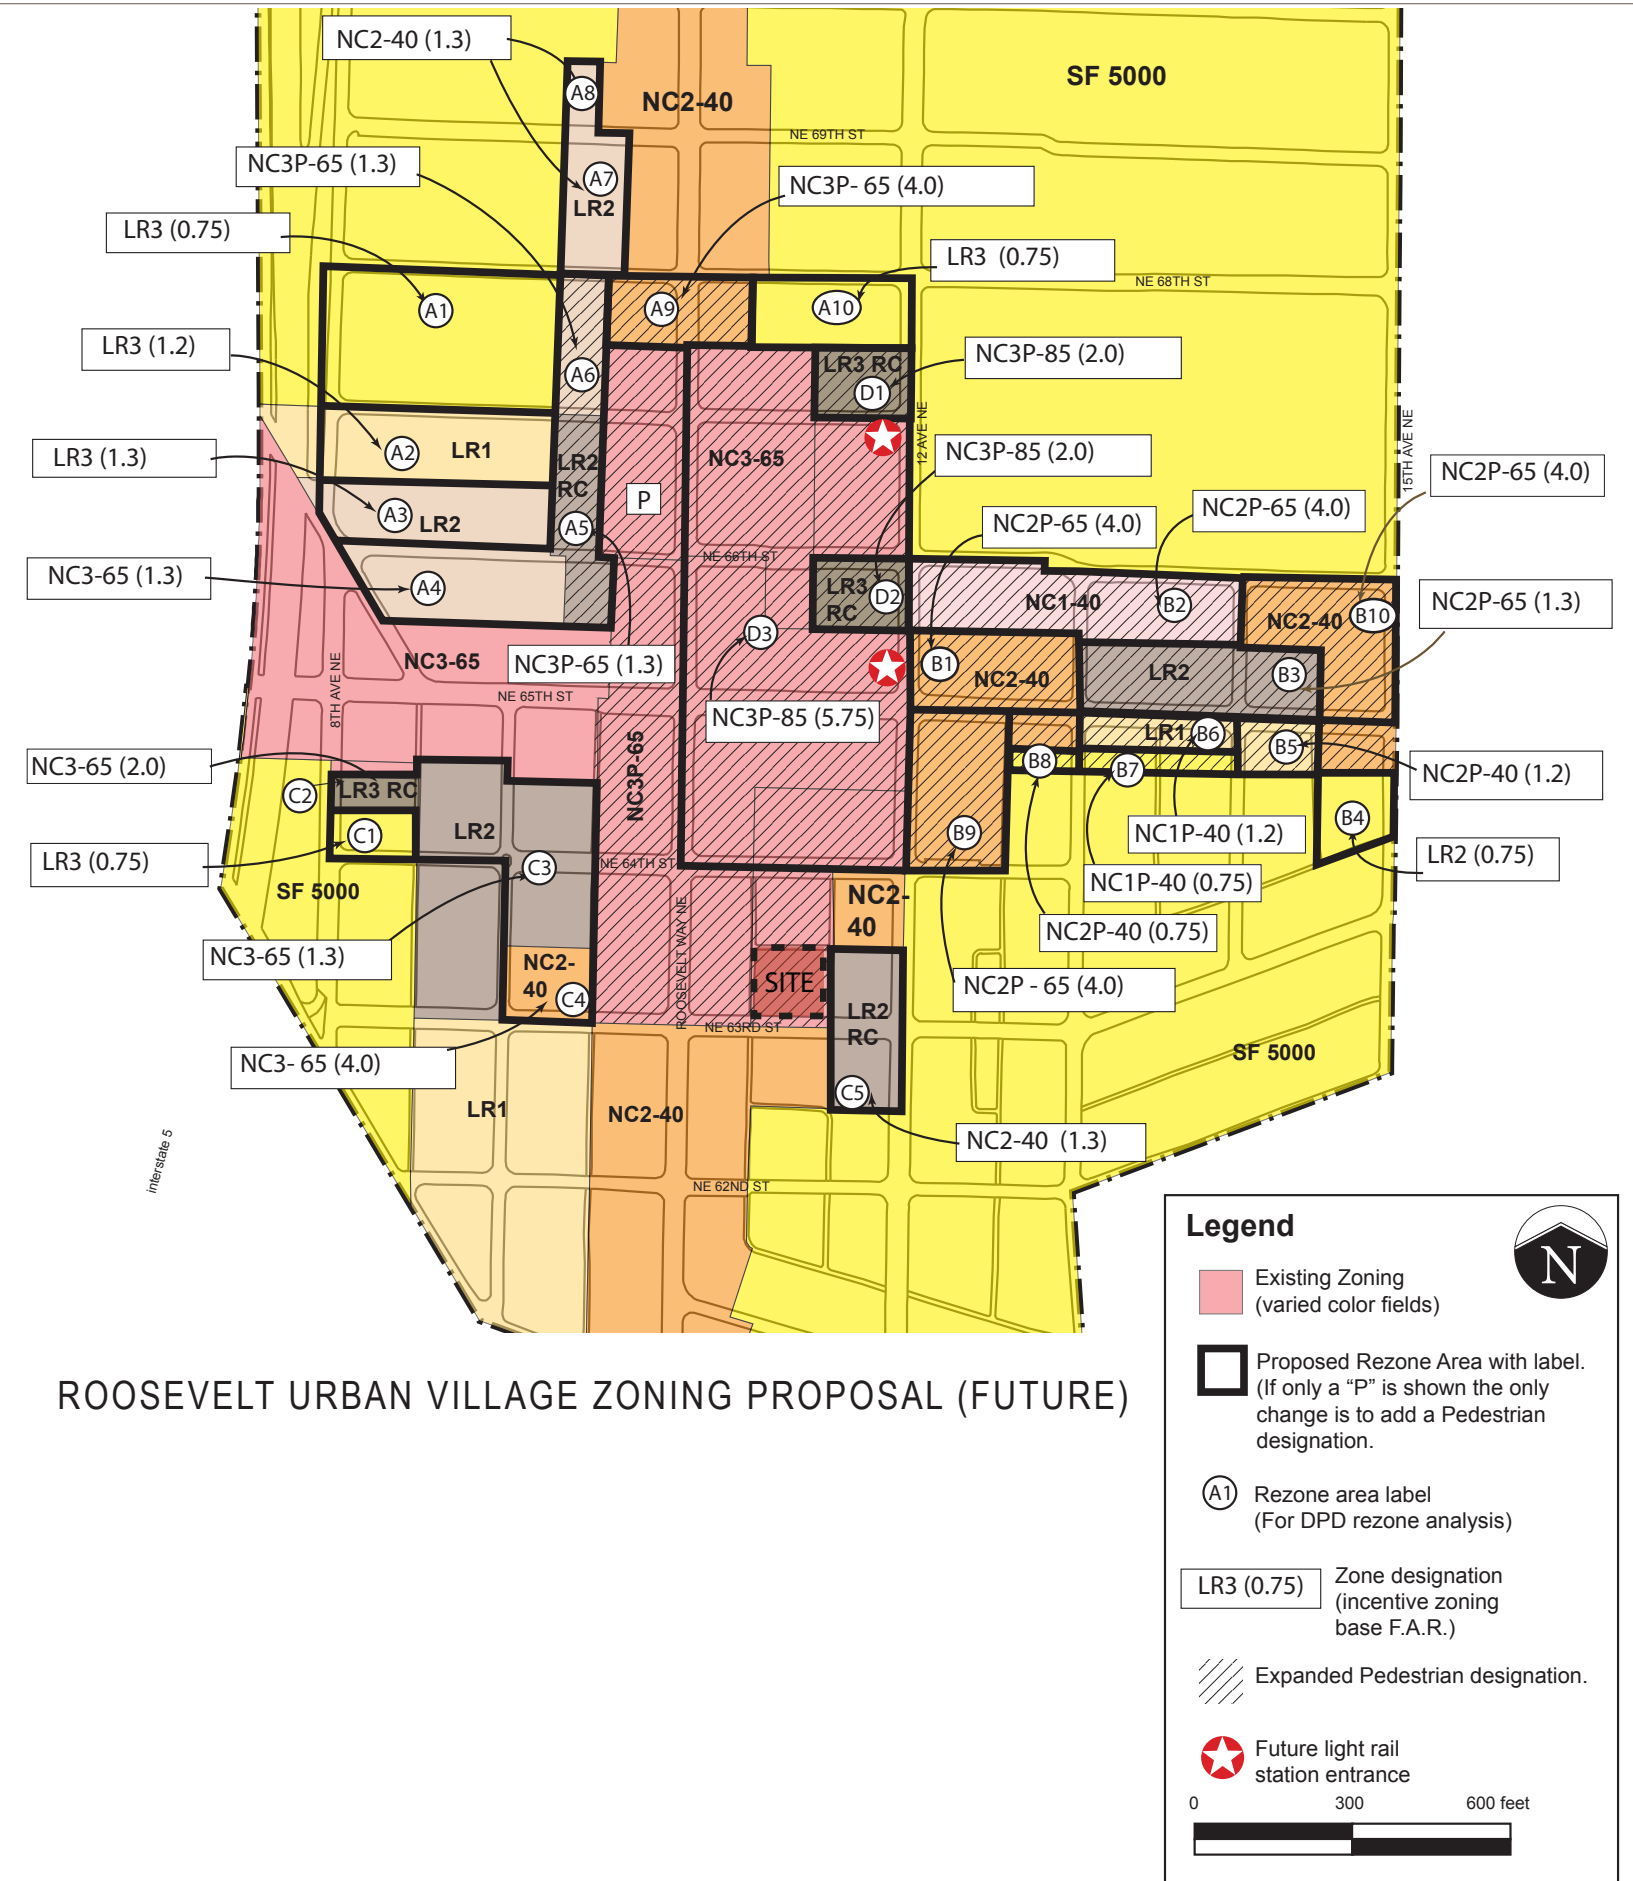 NC2-40 (1.3)
A8
NC2-40
SF 5000
NE 69TH ST
NC3P-65 (1.3)
A7
LR2
NC3P- 65 (4.0)
LR3 (0.75)
LR3 (0.75)
NE 68TH ST
A1
A9
A10
LR3 (1.2)
A6
LR3 RC
D1
NC3P-85 (2.0)
12 AVE NE
15TH AVE NE
A2
LR1
LR2
RC
NC3-65
NC3P-85 (2.0)
LR3 (1.3)
NC2P-65 (4.0)
P
NC2P-65 (4.0)
A3
LR2
A5
NC2P-65 (4.0)
NE 66TH ST
NC3-65 (1.3)
A4
LR3
RC
D2
NC1-40
B2
NC2-40
B10
NC2P-65 (1.3)
D3
NC3-65
NC3P-65 (1.3)
B1
NC2-40
LR2
B3
8TH AVE NE
NE 65TH ST
NC3P-85 (5.75)
LR1
B6
B5
NC3-65 (2.0)
NC3P-65
B8
B7
NC2P-40 (1.2)
C2
LR3 RC
LR2
C1
B9
NC1P-40 (1.2)
B4
LR3 (0.75)
C3
NE 64TH ST
LR2 (0.75)
SF 5000
NC2-
40
NC1P-40 (0.75)
ROOSEVELT WAY NE
NC2P-40 (0.75)
NC3-65 (1.3)
NC2-
40
C4
SITE
NC2P - 65 (4.0)
LR2
RC
NE 63RD ST
NC3- 65 (4.0)
SF 5000
C5
LR1
NC2-40
NC2-40 (1.3)
interstate 5
NE 62ND ST
ROOSEVELT URBAN VILLAGE ZONING PROPOSAL (FUTURE)
Legend
N
Existing Zoning
(varied color fields)
Proposed Rezone Area with label.
(If only a “P” is shown the only
change is to add a Pedestrian
designation.
A1
Rezone area label
(For DPD rezone analysis)
LR3 (0.75)
Zone designation
(incentive zoning
base F.A.R.)
Expanded Pedestrian designation.
Future light rail
station entrance
0 300 600 feet